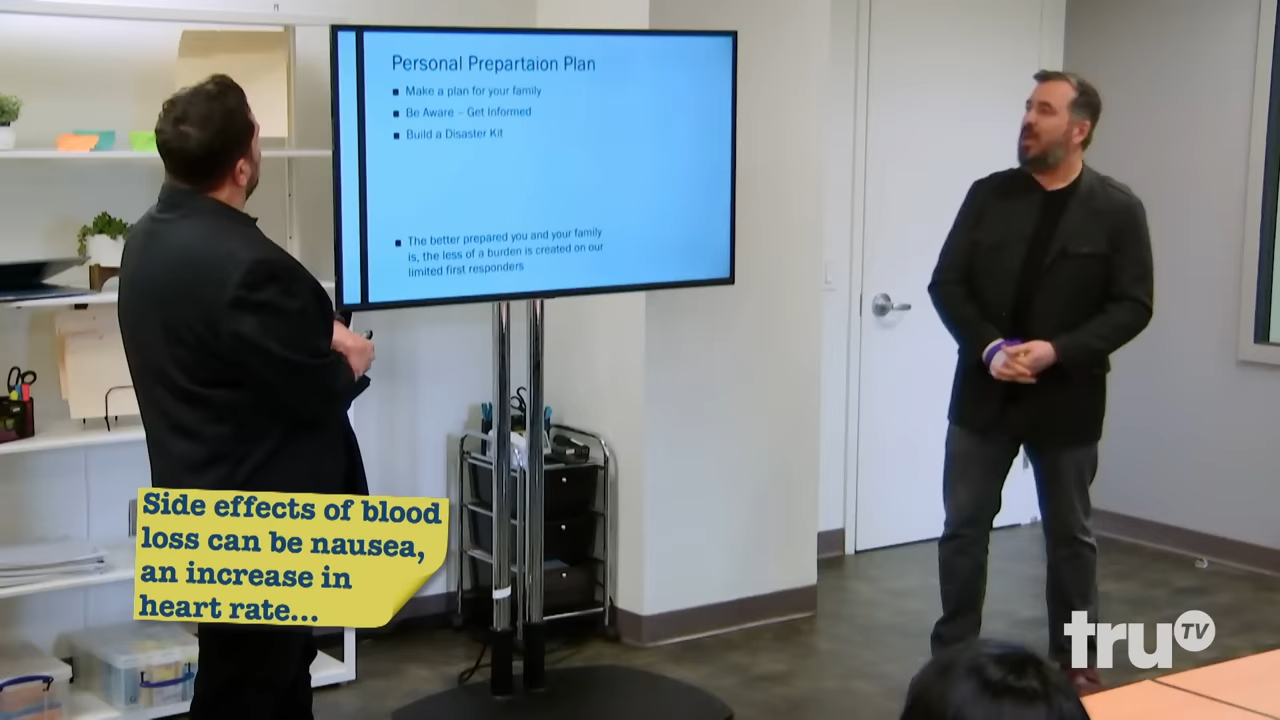 Personal Prepartaion Plan
■ Make a plan for your family
■ Be Aware – Get Informed
■ Build a Disaster Kit
■ The better prepared you and your family
is, the less of a burden is created on our
limited first responders
Side effects of blood
loss can be nausea,
an increase in
heart rate...
truTV